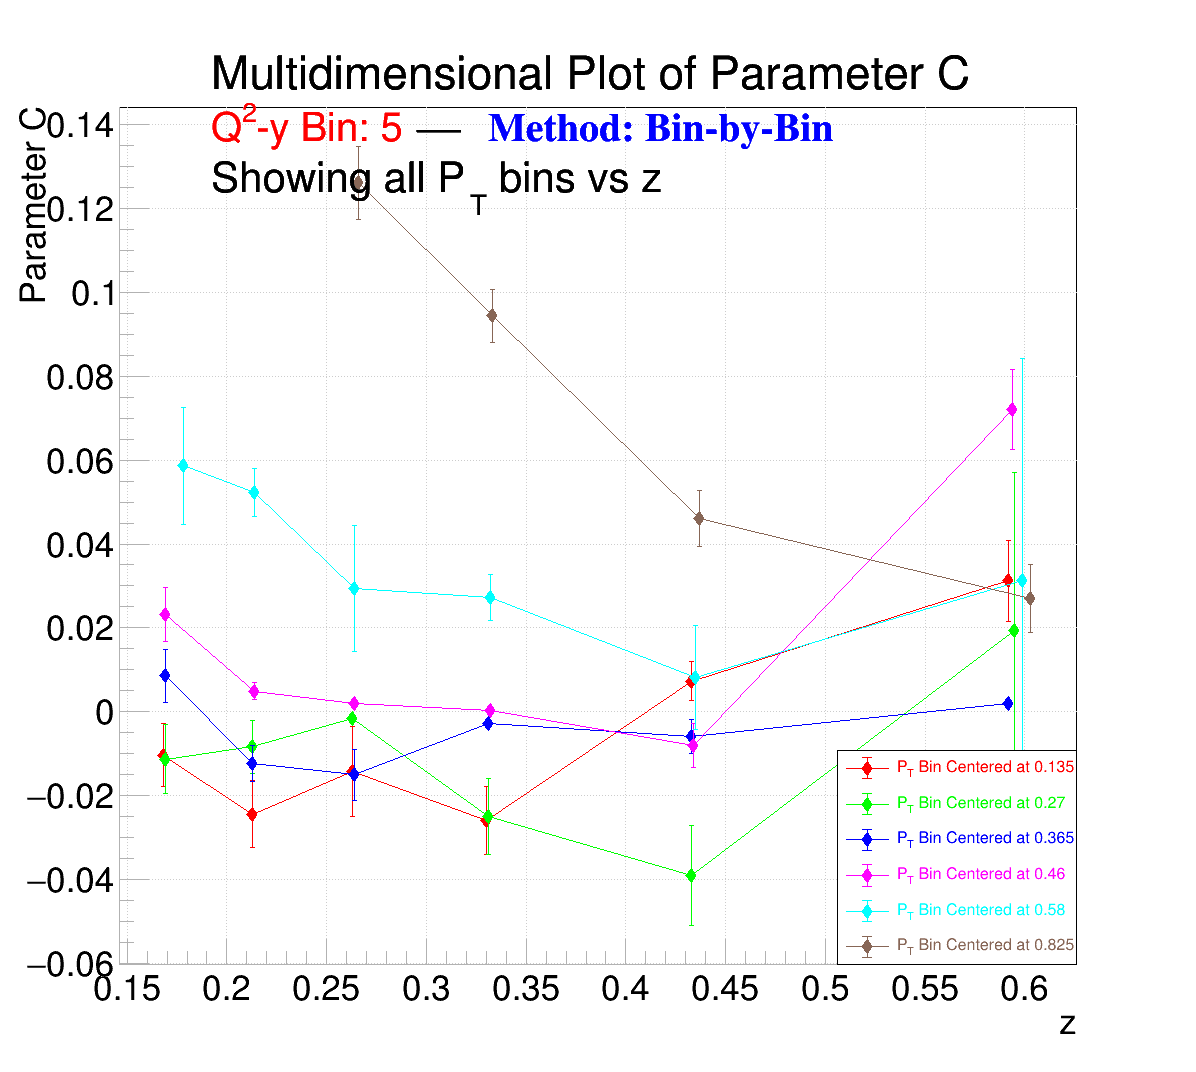 Multidimensional Plot of Parameter C
Q2-y Bin: 5 — Method: Bin-by-Bin
Showing all PT bins vs z
Parameter C
0.14
0.12
0.1
0.08
0.06
0.04
0.02
0
−0.02
−0.04
−0.06
PT Bin Centered at 0.135
PT Bin Centered at 0.27
PT Bin Centered at 0.365
PT Bin Centered at 0.46
PT Bin Centered at 0.58
PT Bin Centered at 0.825
0.15 0.2 0.25 0.3 0.35 0.4 0.45 0.5 0.55 0.6
z